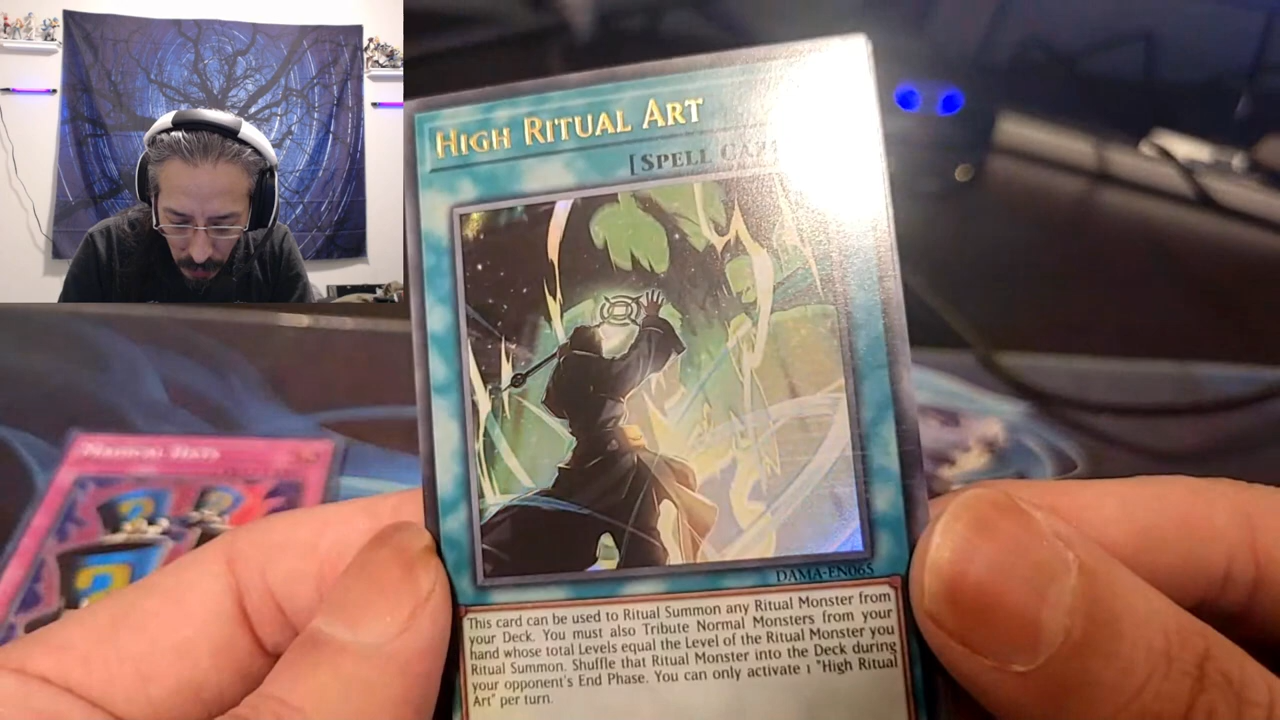 HIGH RITUAL ART
[SPELL CA
DAMA-EN065
This card can be used to Ritual Summon any Ritual Monster from
your Deck. You must also Tribute Normal Monsters from your
hand whose total Levels equal the Level of the Ritual Monster you
Ritual Summon. Shuffle that Ritual Monster into the Deck during
your opponent's End Phase. You can only activate 1 "High Ritual
Art" per turn.
MAGICAL HATS
?
?